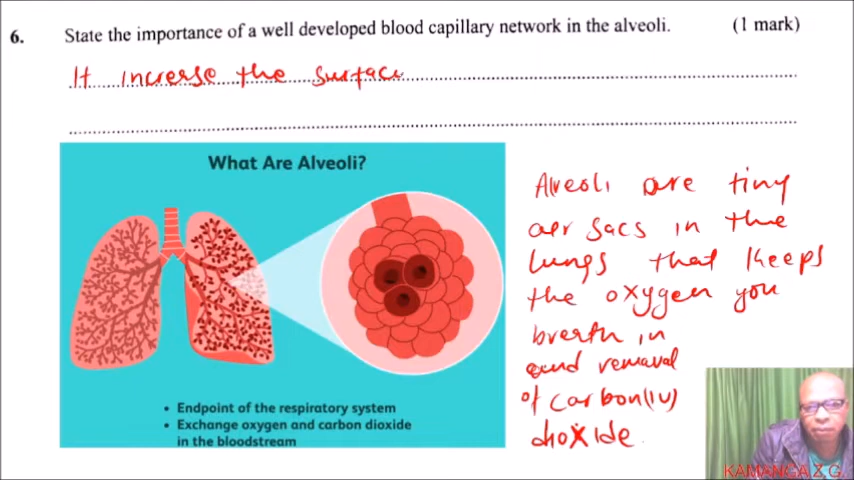 6. State the importance of a well developed blood capillary network in the alveoli. (1 mark)
It increse the surface
What Are Alveoli?
• Endpoint of the respiratory system
• Exchange oxygen and carbon dioxide
in the bloodstream
Alveoli are tiny
air sacs in the
lungs that keeps
the oxygen you
breath in
and removal
of carbon(iv)
dioxide.
KAMANGA Z.G.